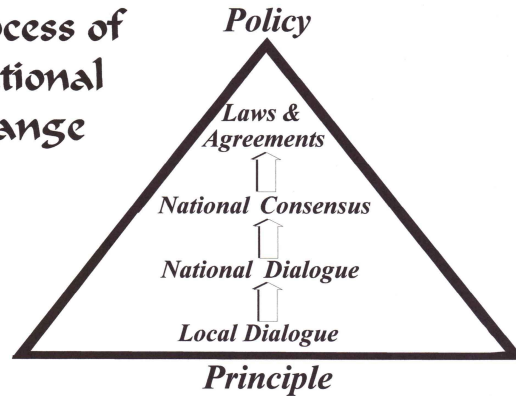 ocess of
tional
ange
Policy
Laws &
Agreements
National Consensus
National Dialogue
Local Dialogue
Principle